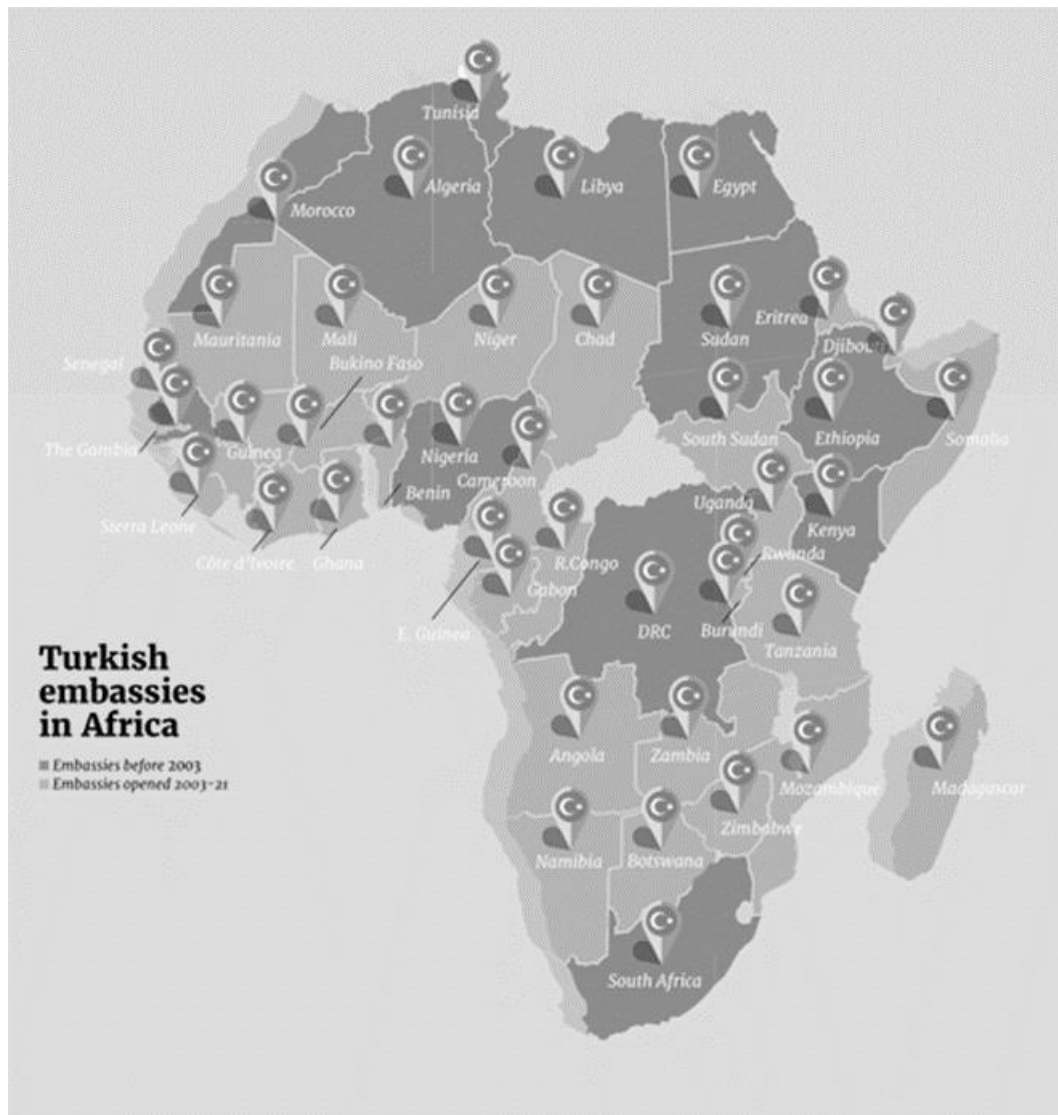 Tunisia
Algeria
Libya
Egypt
Morocco
Mauritania
Mali
Niger
Chad
Sudan
Eritrea
Djibouti
Senegal
Bukino Faso
The Gambia
Guinea
Nigeria
South Sudan
Ethiopia
Somalia
Cameroon
Benin
Uganda
Kenya
Sierra Leone
Côte d'Ivoire
Ghana
R.Congo
Rwanda
Gabon
E. Guinea
DRC
Burundi
Tanzania
Turkish
embassies
in Africa
Embassies before 2003
Embassies opened 2003-21
Angola
Zambia
Mozambique
Madagascar
Zimbabwe
Namibia
Botswana
South Africa